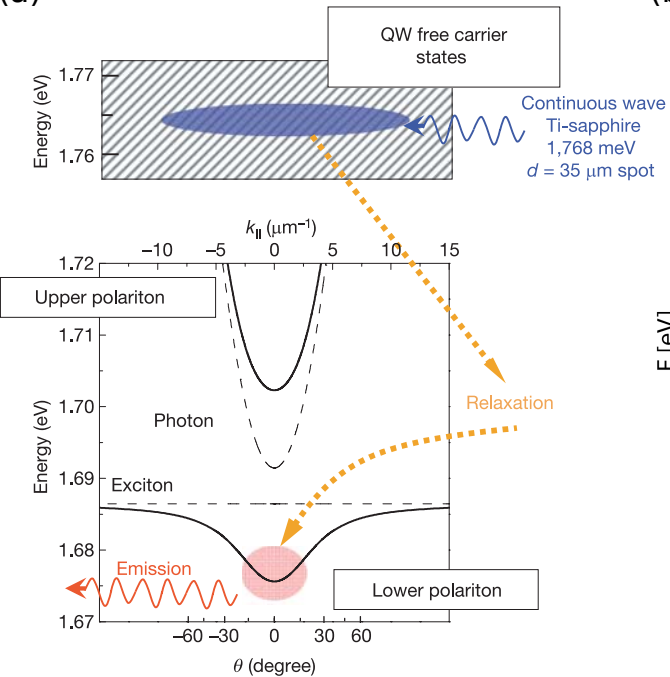 QW free carrier
states
1.77
1.76
Energy (eV)
Continuous wave
Ti-sapphire
1,768 meV
d = 35 μm spot
k|| (μm⁻¹)
−10 −5 0 5 10 15
1.72
Upper polariton
1.71
1.70
Photon
Relaxation
1.69
Energy (eV)
Exciton
1.68
Emission
Lower polariton
1.67
−60 −30 0 30 60
θ (degree)
E [eV]